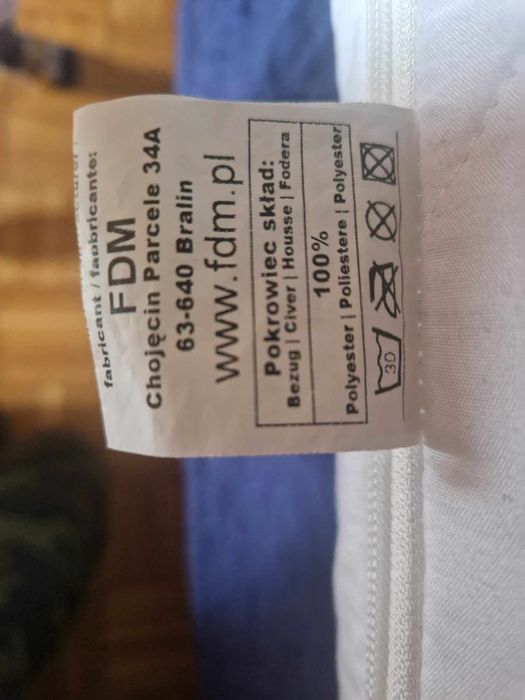 fabricant / faobricante:
FDM
Chojęcin Parcele 34A
63-640 Bralin
www.fdm.pl
Pokrowiec skład:
Bezug | Civer | Housse | Fodera
100%
Polyester | Poliestere | Polyester
30